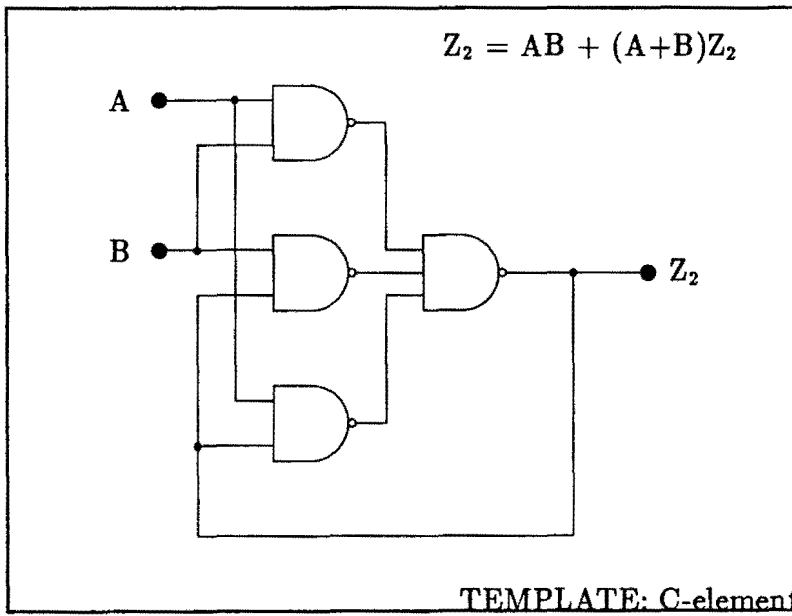 Z₂ = AB + (A+B)Z₂
A
B
Z₂
TEMPLATE: C-element